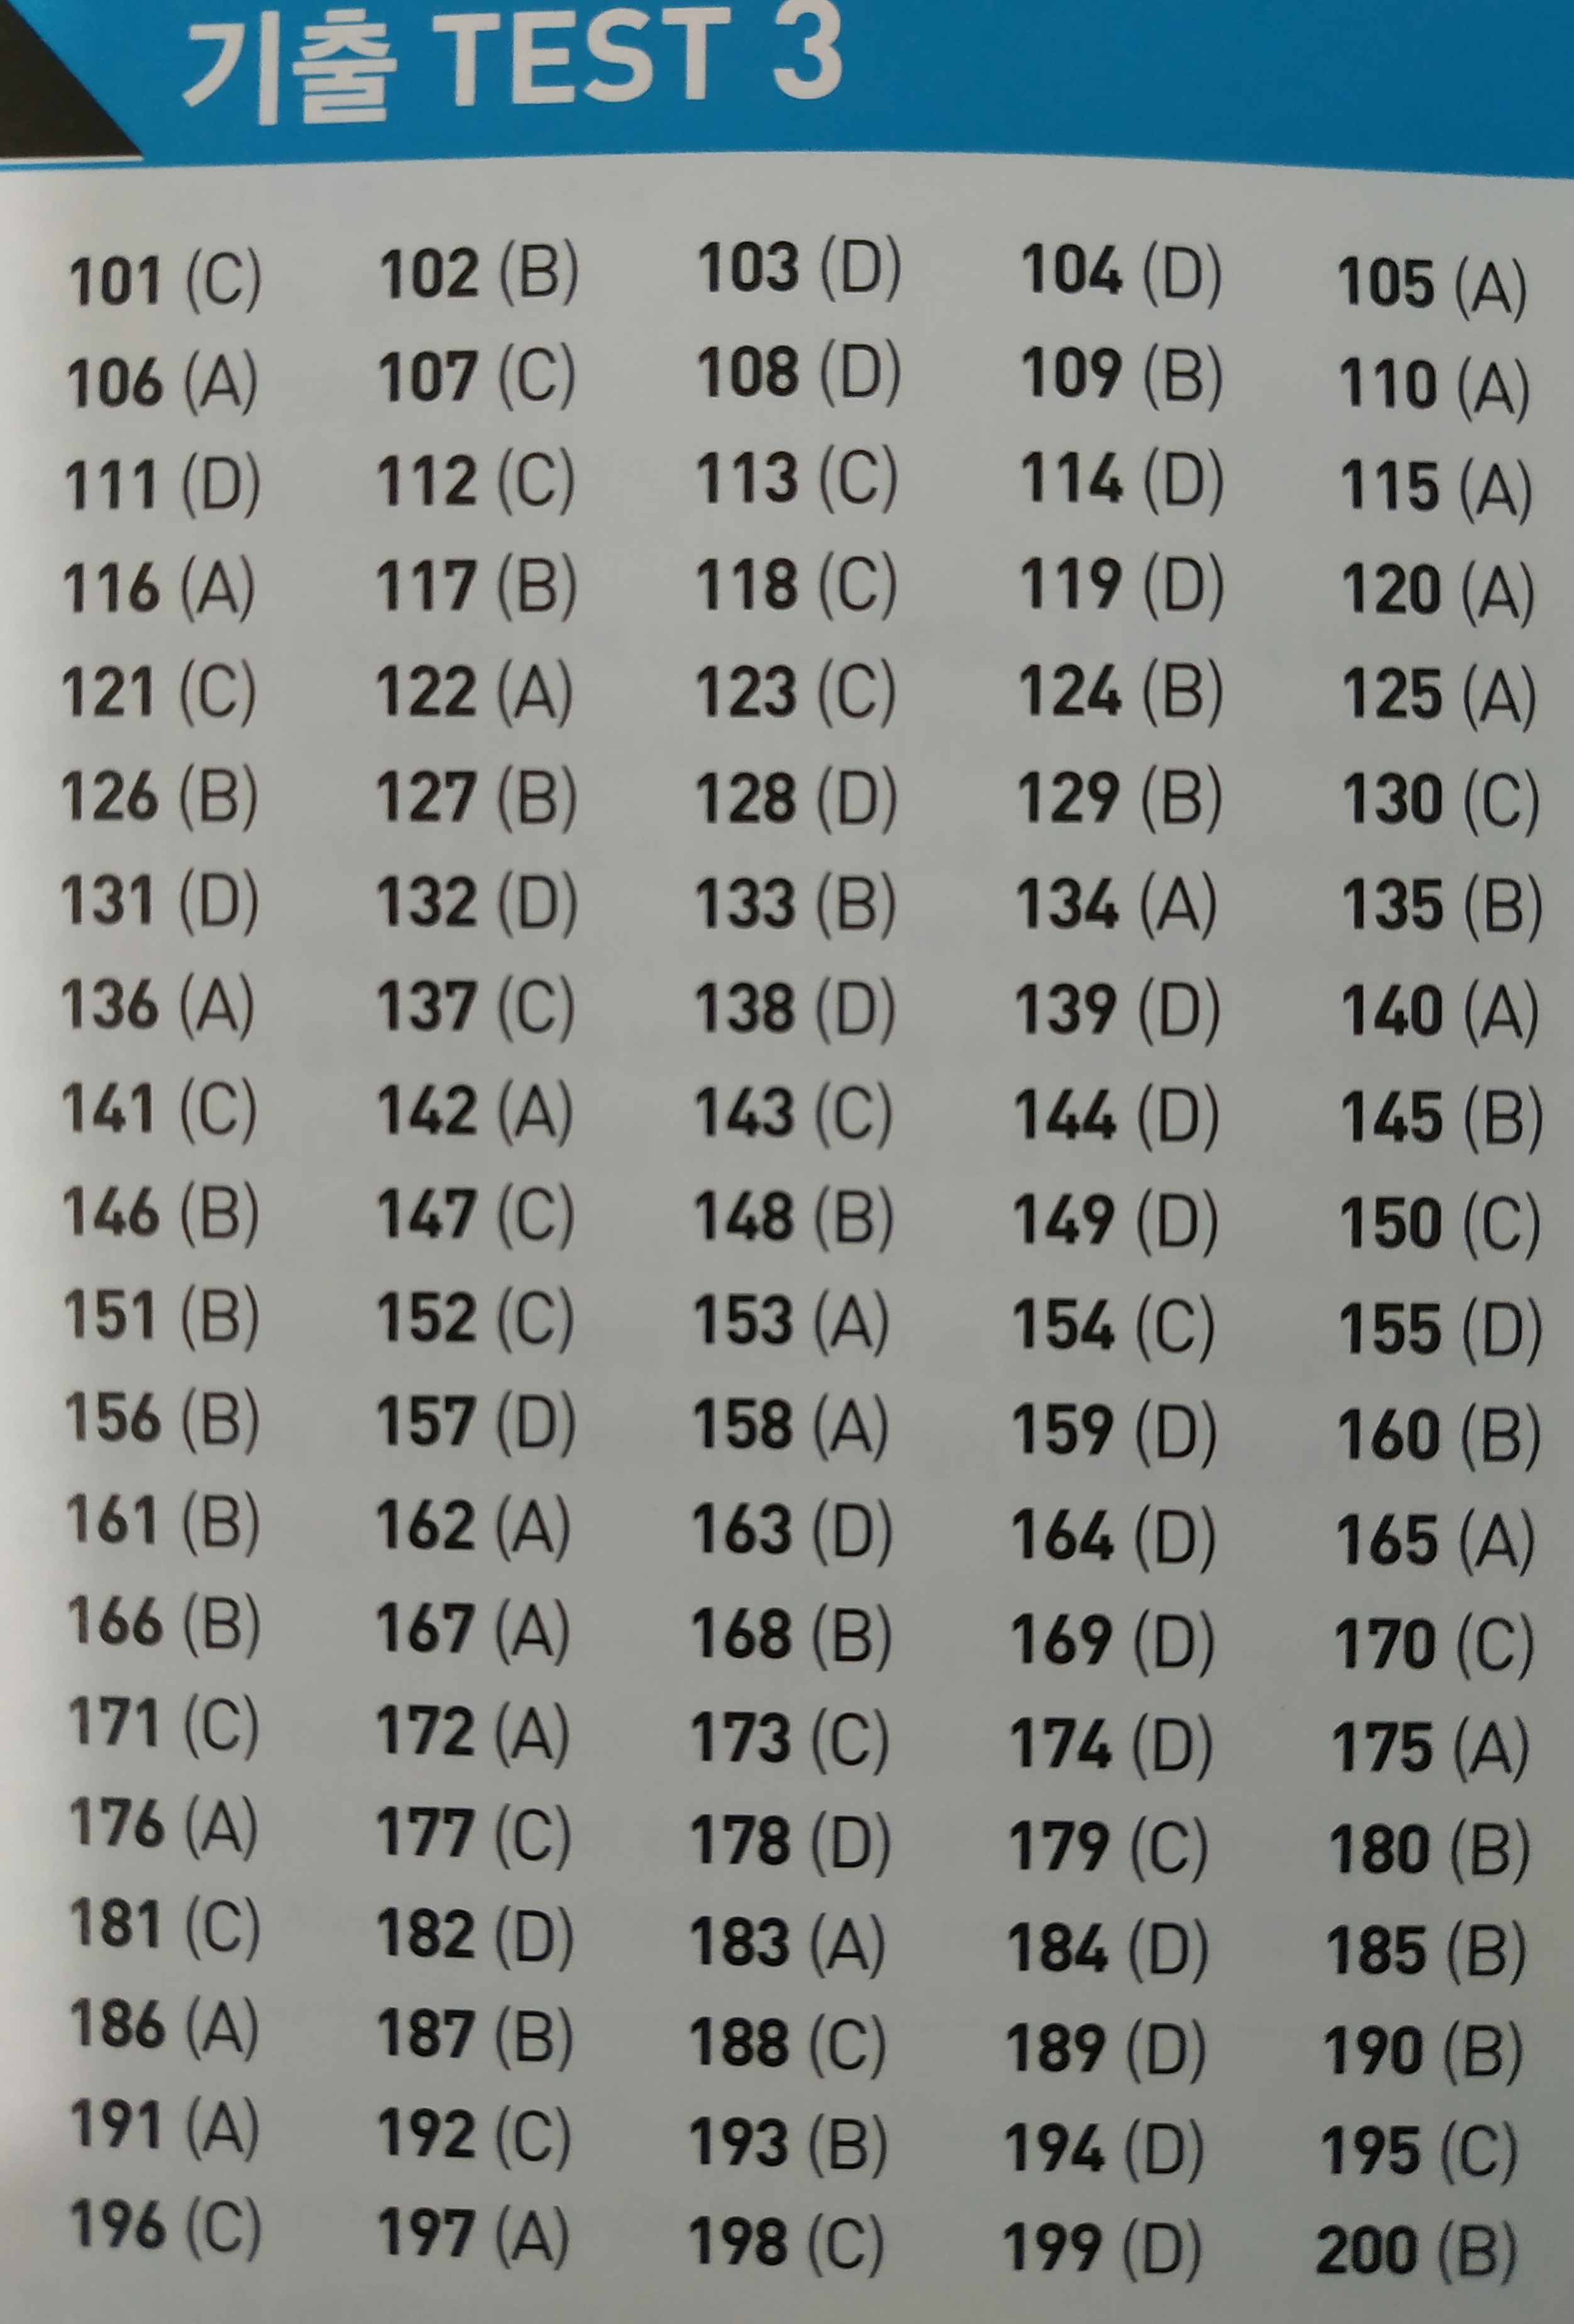 기출 TEST 3
101 (C) 102 (B) 103 (D) 104 (D) 105 (A)
106 (A) 107 (C) 108 (D) 109 (B) 110 (A)
111 (D) 112 (C) 113 (C) 114 (D) 115 (A)
116 (A) 117 (B) 118 (C) 119 (D) 120 (A)
121 (C) 122 (A) 123 (C) 124 (B) 125 (A)
126 (B) 127 (B) 128 (D) 129 (B) 130 (C)
131 (D) 132 (D) 133 (B) 134 (A) 135 (B)
136 (A) 137 (C) 138 (D) 139 (D) 140 (A)
141 (C) 142 (A) 143 (C) 144 (D) 145 (B)
146 (B) 147 (C) 148 (B) 149 (D) 150 (C)
151 (B) 152 (C) 153 (A) 154 (C) 155 (D)
156 (B) 157 (D) 158 (A) 159 (D) 160 (B)
161 (B) 162 (A) 163 (D) 164 (D) 165 (A)
166 (B) 167 (A) 168 (B) 169 (D) 170 (C)
171 (C) 172 (A) 173 (C) 174 (D) 175 (A)
176 (A) 177 (C) 178 (D) 179 (C) 180 (B)
181 (C) 182 (D) 183 (A) 184 (D) 185 (B)
186 (A) 187 (B) 188 (C) 189 (D) 190 (B)
191 (A) 192 (C) 193 (B) 194 (D) 195 (C)
196 (C) 197 (A) 198 (C) 199 (D) 200 (B)